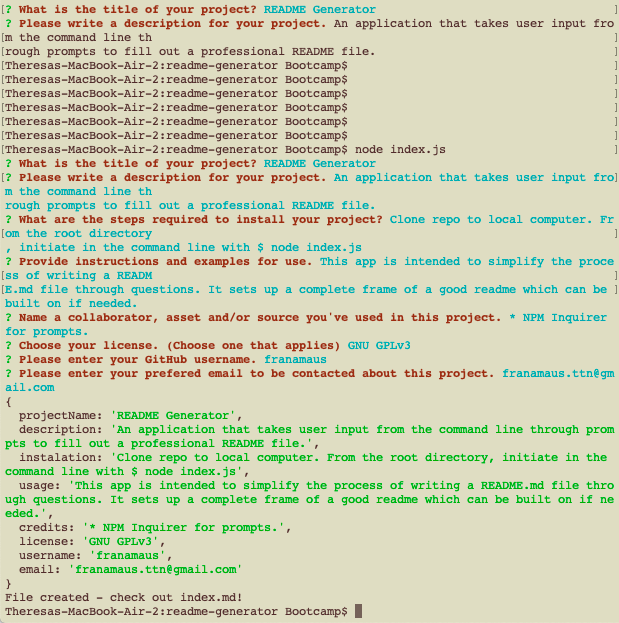 [? What is the title of your project? README Generator ]
[? Please write a description for your project. An application that takes user input fro]
[m the command line th ]
[rough prompts to fill out a professional README file. ]
[Theresas-MacBook-Air-2:readme-generator Bootcamp$ ]
[Theresas-MacBook-Air-2:readme-generator Bootcamp$ ]
[Theresas-MacBook-Air-2:readme-generator Bootcamp$ ]
[Theresas-MacBook-Air-2:readme-generator Bootcamp$ ]
[Theresas-MacBook-Air-2:readme-generator Bootcamp$ ]
[Theresas-MacBook-Air-2:readme-generator Bootcamp$ ]
[Theresas-MacBook-Air-2:readme-generator Bootcamp$ node index.js ]
? What is the title of your project? README Generator
[? Please write a description for your project. An application that takes user input fro]
[m the command line th ]
rough prompts to fill out a professional README file.
? What are the steps required to install your project? Clone repo to local computer. Fr
[om the root directory ]
, initiate in the command line with $ node index.js
? Provide instructions and examples for use. This app is intended to simplify the proce
[ss of writing a READM ]
[E.md file through questions. It sets up a complete frame of a good readme which can be ]
built on if needed.
? Name a collaborator, asset and/or source you've used in this project. * NPM Inquirer
for prompts.
? Choose your license. (Choose one that applies) GNU GPLv3
? Please enter your GitHub username. franamaus
? Please enter your prefered email to be contacted about this project. franamaus.ttn@gm
ail.com
{
  projectName: 'README Generator',
  description: 'An application that takes user input from the command line through prom
pts to fill out a professional README file.',
  instalation: 'Clone repo to local computer. From the root directory, initiate in the
command line with $ node index.js',
  usage: 'This app is intended to simplify the process of writing a README.md file thro
ugh questions. It sets up a complete frame of a good readme which can be built on if ne
eded.',
  credits: '* NPM Inquirer for prompts.',
  license: 'GNU GPLv3',
  username: 'franamaus',
  email: 'franamaus.ttn@gmail.com'
}
File created - check out index.md!
Theresas-MacBook-Air-2:readme-generator Bootcamp$